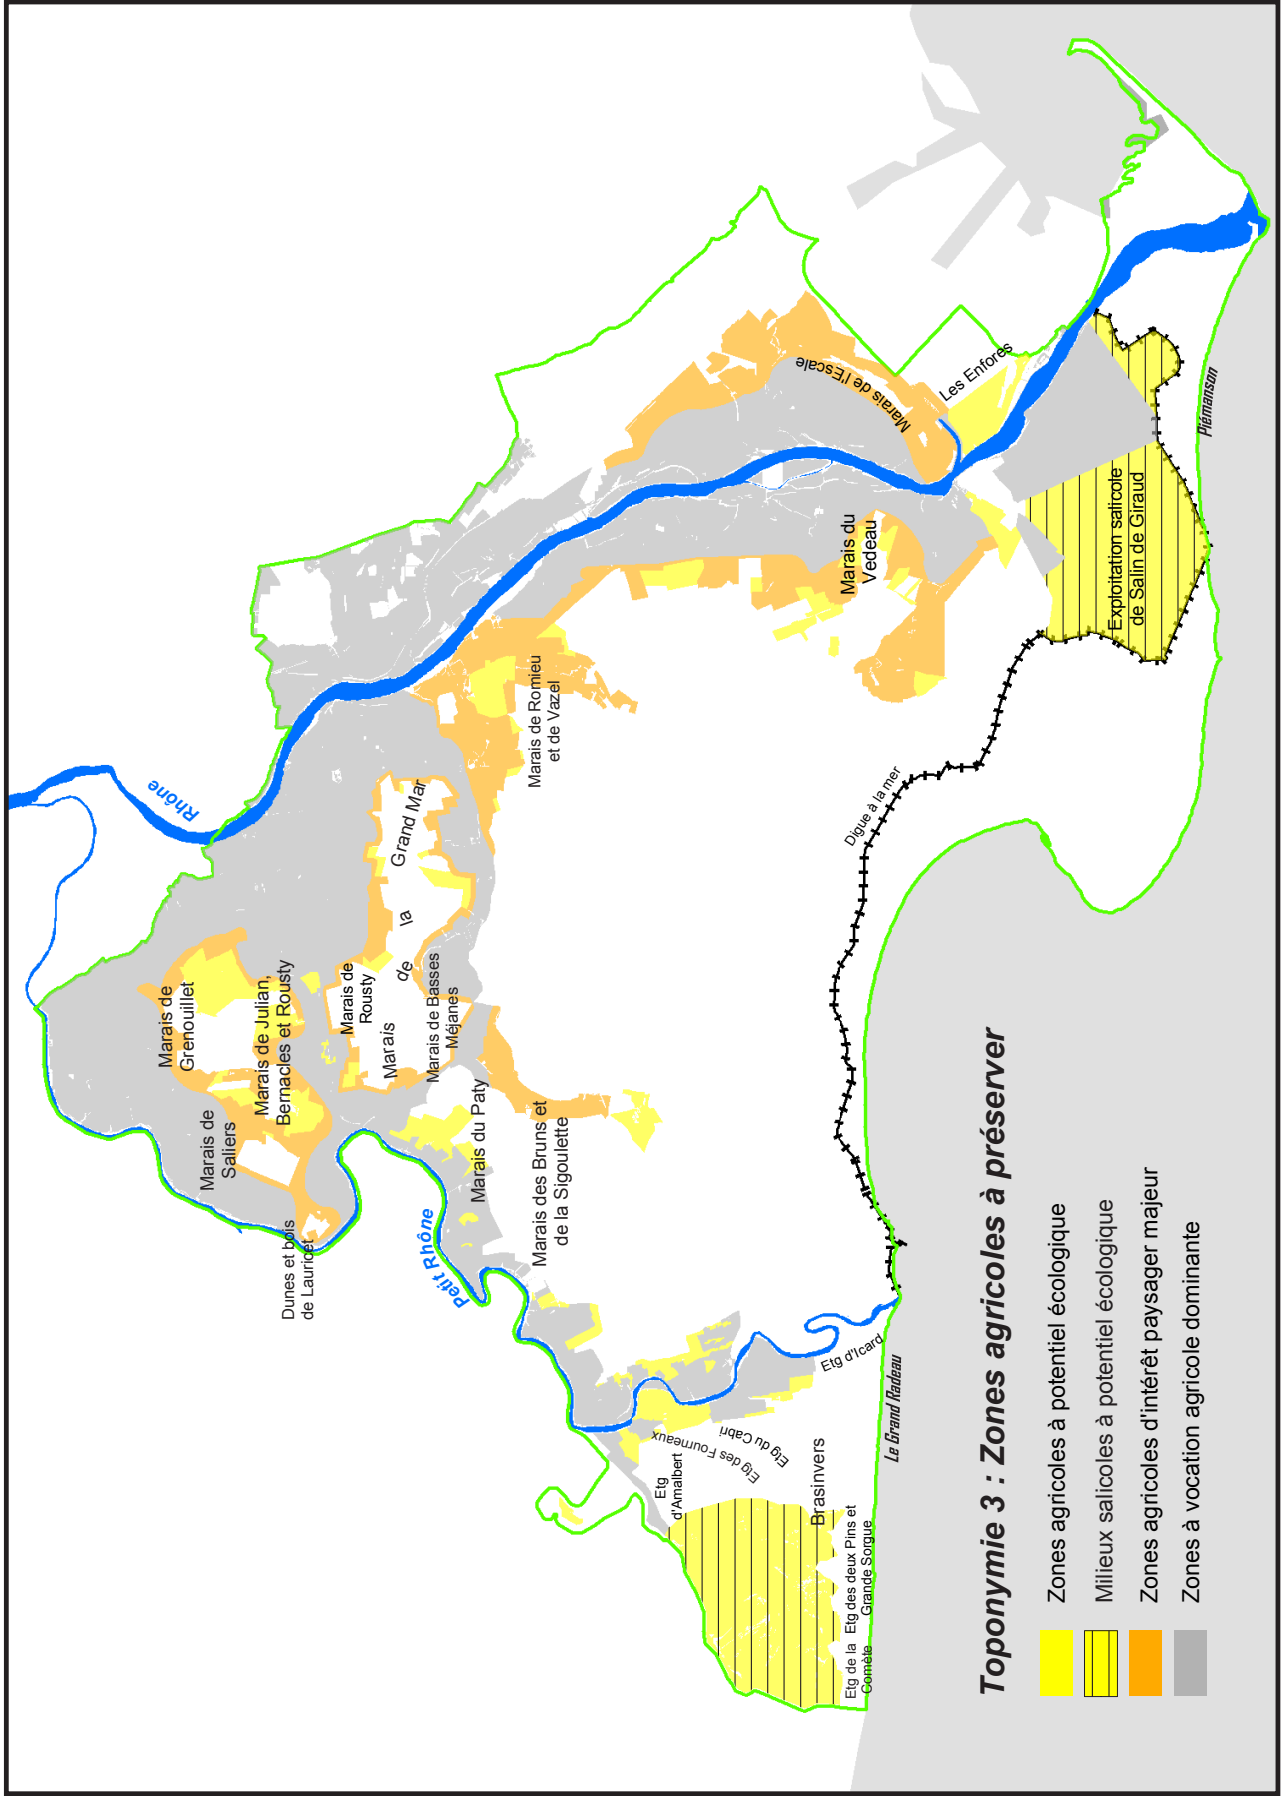 Rhône
Marais de
Grenouillet
Marais de Julian,
Bernacles et Rousty
Marais de
Saliers
Dunes et bois
de Lauricet
Marais de
Rousty
Marais
de
la
Grand Mar
Marais de Basses
Méjanes
Marais du Paty
Marais des Bruns et
de la Sigoulette
Petit Rhône
Marais de Romieu
et de Vazel
Marais de l'Escale
Les Enfores
Marais du
Vedeau
Exploitation salicole
de Salin de Giraud
Piémanson
Digue à la mer
Etg d'Icard
Le Grand Radeau
Etg du Cabri
Etg des Fourneaux
Etg
d'Amalbert
Brasinvers
Etg des deux Pins et
Grande Sorgue
Etg de la
Comète
Toponymie 3 : Zones agricoles à préserver
Zones agricoles à potentiel écologique
Milieux salicoles à potentiel écologique
Zones agricoles d'intérêt paysager majeur
Zones à vocation agricole dominante